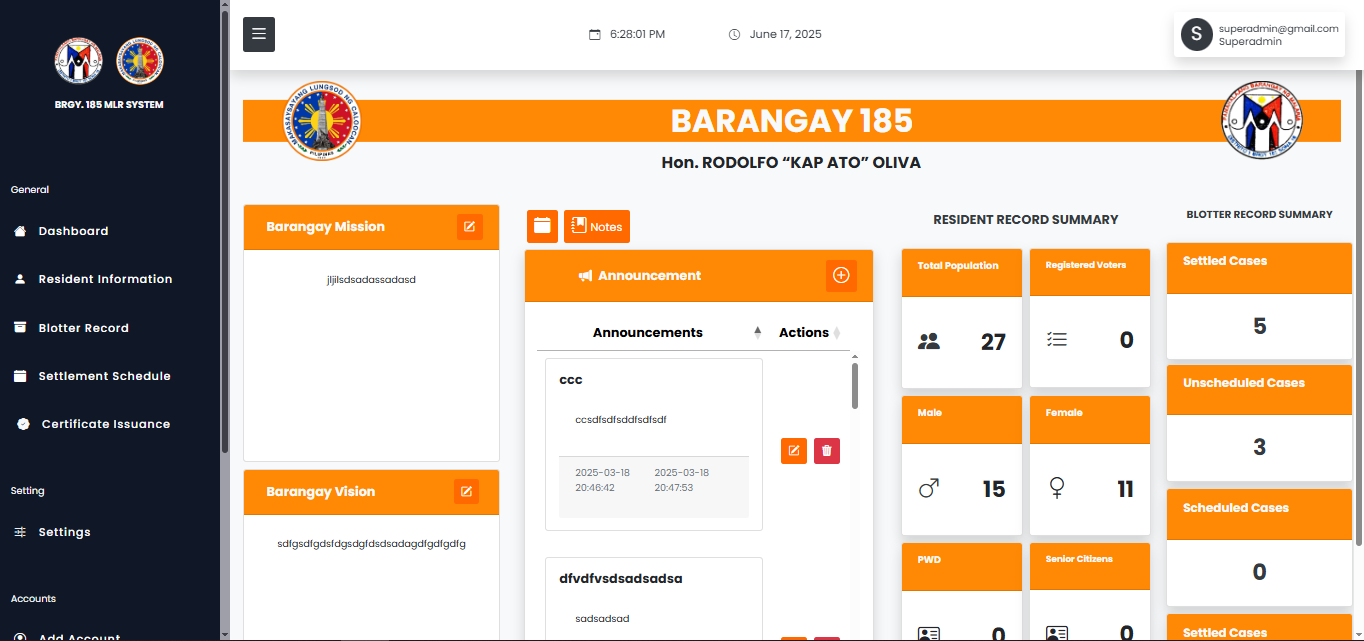 BRGY. 185 MLR SYSTEM
General
Dashboard
Resident Information
Blotter Record
Settlement Schedule
Certificate Issuance
Setting
Settings
Accounts
Add Account
6:28:01 PM
June 17, 2025
S
superadmin@gmail.com
Superadmin
BARANGAY 185
Hon. RODOLFO “KAP ATO” OLIVA
Barangay Mission
jljilsdsadassadasd
Barangay Vision
sdfgsdfgdsfdgsdgfdsdsadagdfgdfgdfg
Notes
Announcement
Announcements
Actions
ccc
ccsdfsdfsddfsdfsdf
2025-03-18
20:46:42
2025-03-18
20:47:53
dfvdfvsdsadsadsa
sadsadsad
RESIDENT RECORD SUMMARY
Total Population
27
Registered Voters
0
Male
15
Female
11
PWD
0
Senior Citizens
0
BLOTTER RECORD SUMMARY
Settled Cases
5
Unscheduled Cases
3
Scheduled Cases
0
Settled Cases